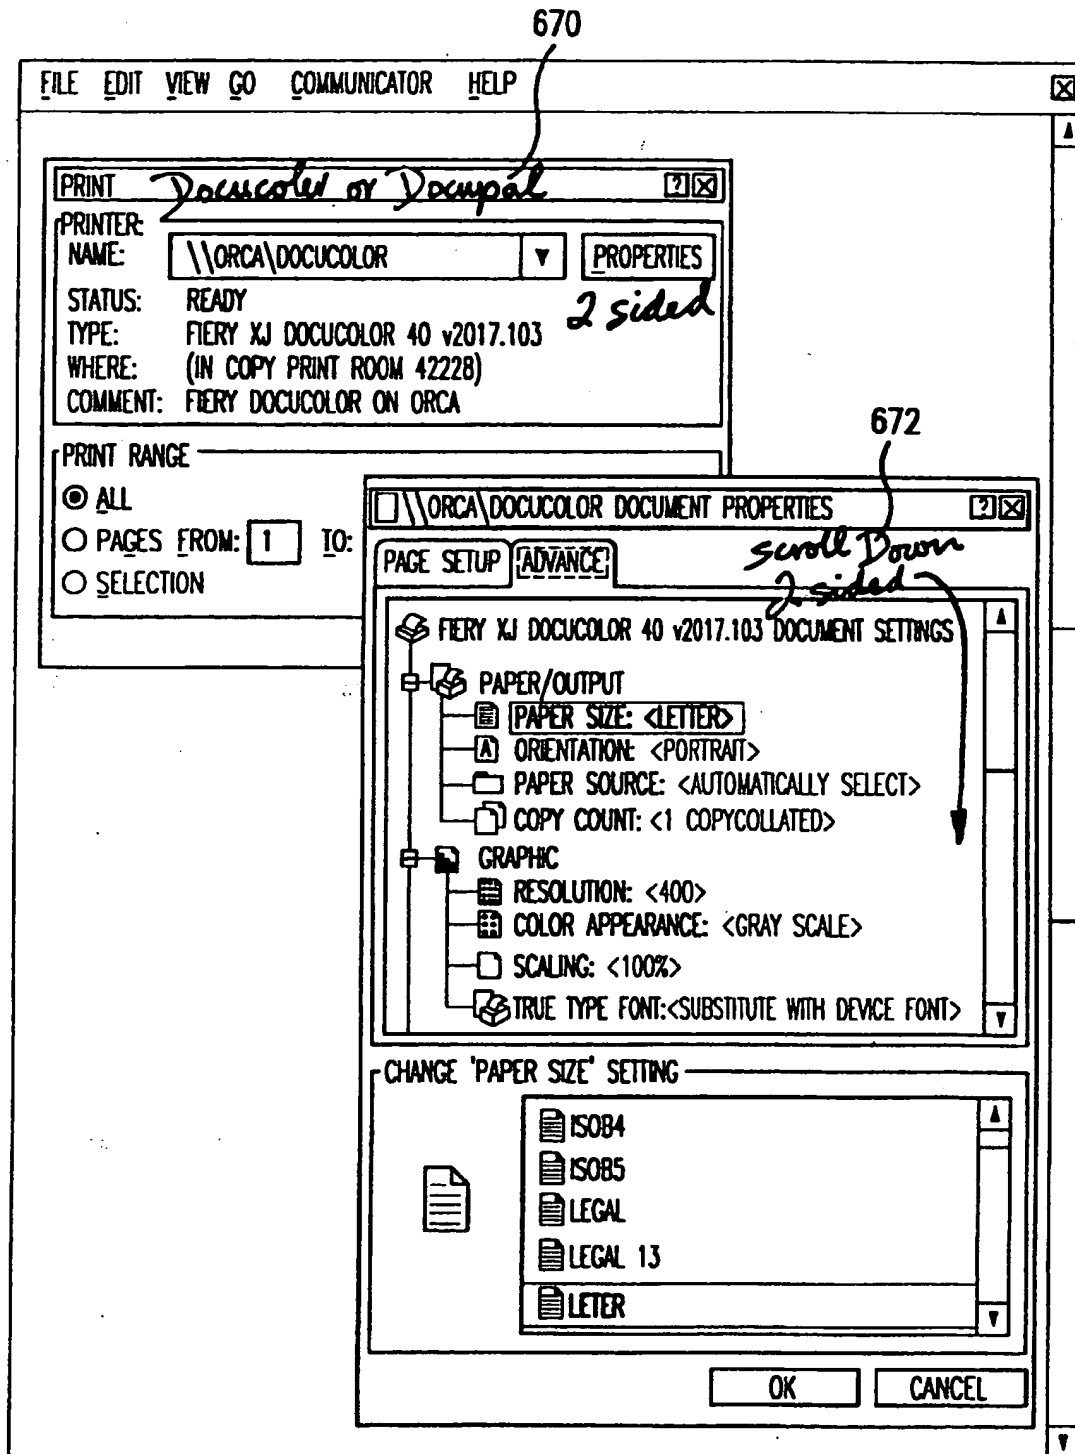 670
FILE EDIT VIEW GO COMMUNICATOR HELP
PRINT Docucoler or Docupal
PRINTER:
NAME: \\ORCA\DOCUCOLOR PROPERTIES
2 sided
STATUS: READY
TYPE: FIERY XJ DOCUCOLOR 40 v2017.103
WHERE: (IN COPY PRINT ROOM 42228)
COMMENT: FIERY DOCUCOLOR ON ORCA
PRINT RANGE
ALL
PAGES FROM: 1 TO:
SELECTION
672
\\ORCA\DOCUCOLOR DOCUMENT PROPERTIES
scroll Down
2 sided
PAGE SETUP ADVANCE
FIERY XJ DOCUCOLOR 40 v2017.103 DOCUMENT SETTINGS
PAPER/OUTPUT
PAPER SIZE: <LETTER>
ORIENTATION: <PORTRAIT>
PAPER SOURCE: <AUTOMATICALLY SELECT>
COPY COUNT: <1 COPYCOLLATED>
GRAPHIC
RESOLUTION: <400>
COLOR APPEARANCE: <GRAY SCALE>
SCALING: <100%>
TRUE TYPE FONT:<SUBSTITUTE WITH DEVICE FONT>
CHANGE 'PAPER SIZE' SETTING
ISOB4
ISOB5
LEGAL
LEGAL 13
LETER
OK CANCEL